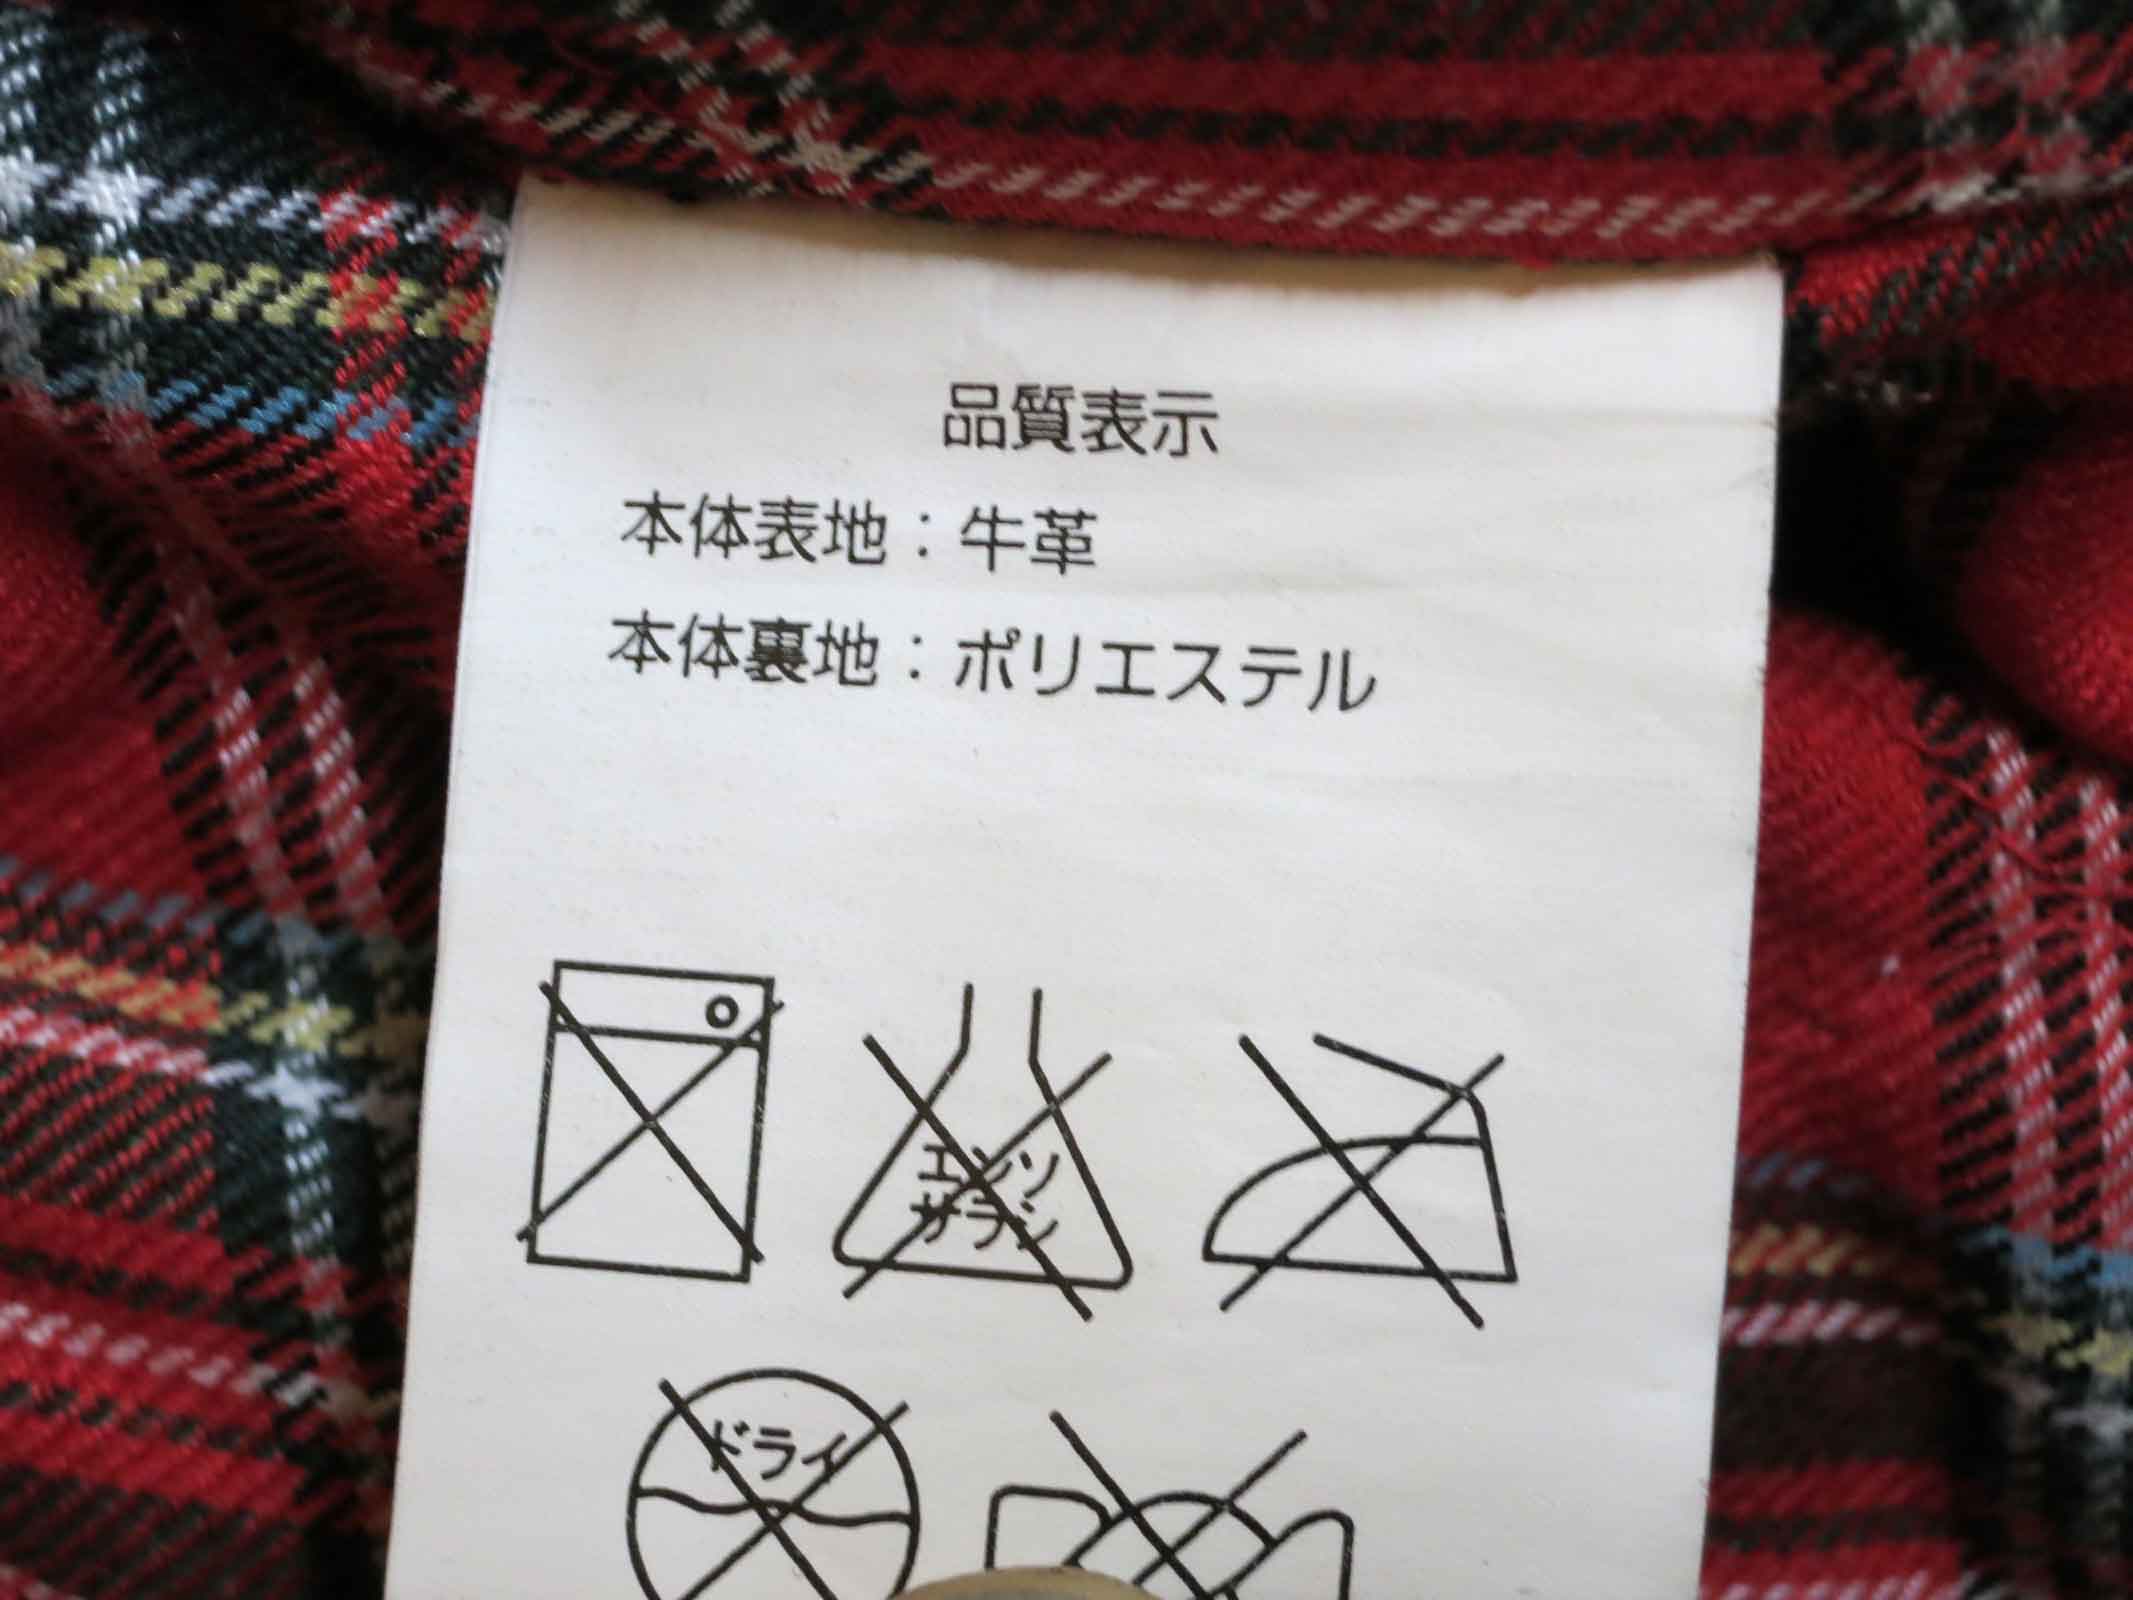 品質表示
本体表地：牛革
本体裏地：ポリエステル
エンソ
サラシ
ドライ